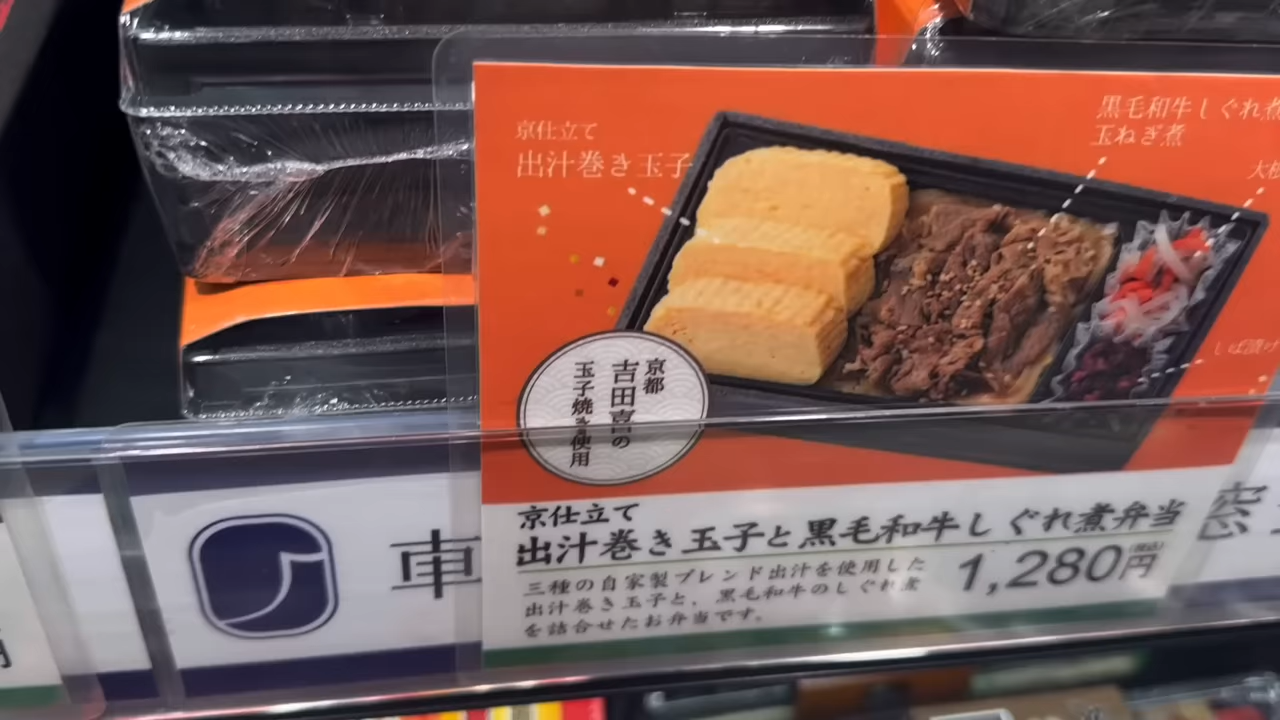 京仕立て
出汁巻き玉子
黒毛和牛しぐれ煮
玉ねぎ煮
京都
吉田喜の
玉子焼き使用
京仕立て
出汁巻き玉子と黒毛和牛しぐれ煮弁当
三種の自家製ブレンド出汁を使用した
出汁巻き玉子と、黒毛和牛のしぐれ煮
を詰合せたお弁当です。
1,280円
(税込)
車
窓